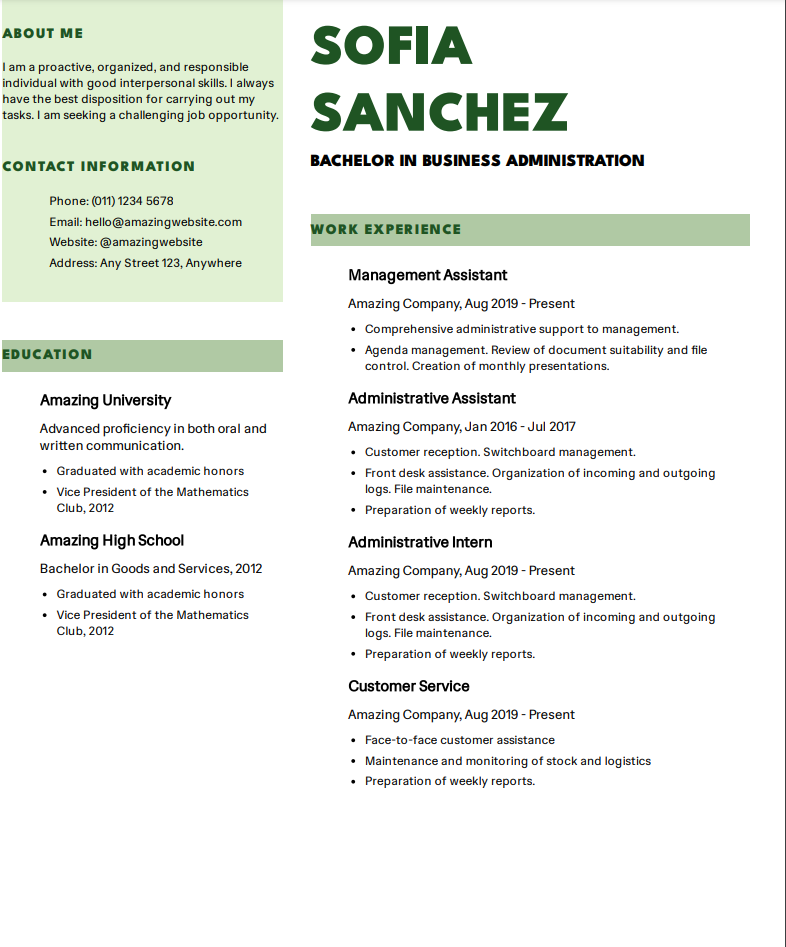 ABOUT ME
I am a proactive, organized, and responsible
individual with good interpersonal skills. I always
have the best disposition for carrying out my
tasks. I am seeking a challenging job opportunity.
CONTACT INFORMATION
Phone: (011) 1234 5678
Email: hello@amazingwebsite.com
Website: @amazingwebsite
Address: Any Street 123, Anywhere
EDUCATION
Amazing University
Advanced proficiency in both oral and
written communication.
• Graduated with academic honors
• Vice President of the Mathematics
Club, 2012
Amazing High School
Bachelor in Goods and Services, 2012
• Graduated with academic honors
• Vice President of the Mathematics
Club, 2012
SOFIA
SANCHEZ
BACHELOR IN BUSINESS ADMINISTRATION
WORK EXPERIENCE
Management Assistant
Amazing Company, Aug 2019 - Present
• Comprehensive administrative support to management.
• Agenda management. Review of document suitability and file
control. Creation of monthly presentations.
Administrative Assistant
Amazing Company, Jan 2016 - Jul 2017
• Customer reception. Switchboard management.
• Front desk assistance. Organization of incoming and outgoing
logs. File maintenance.
• Preparation of weekly reports.
Administrative Intern
Amazing Company, Aug 2019 - Present
• Customer reception. Switchboard management.
• Front desk assistance. Organization of incoming and outgoing
logs. File maintenance.
• Preparation of weekly reports.
Customer Service
Amazing Company, Aug 2019 - Present
• Face-to-face customer assistance
• Maintenance and monitoring of stock and logistics
• Preparation of weekly reports.